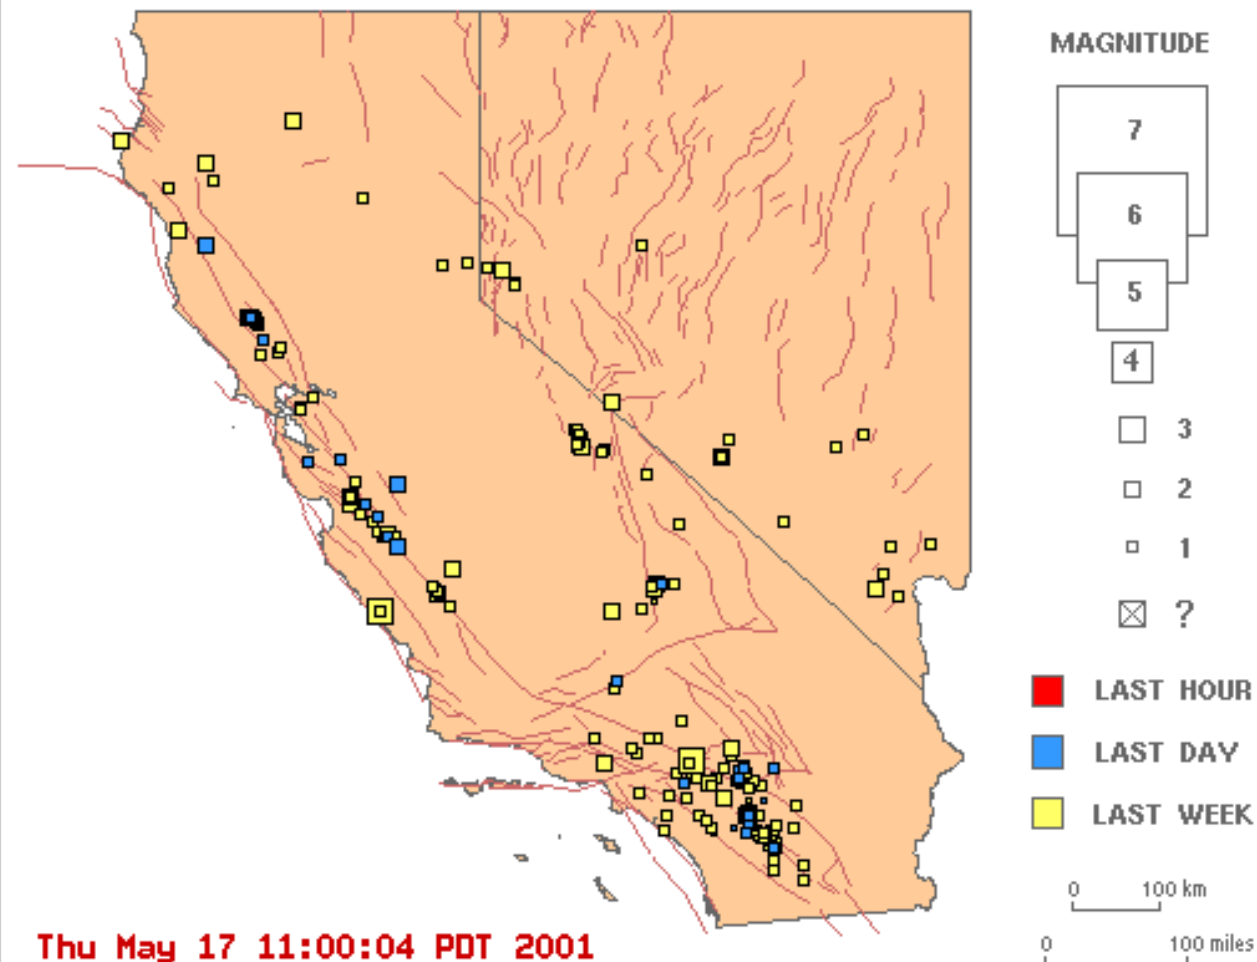 MAGNITUDE
7
6
5
4
3
2
1
?
LAST HOUR
LAST DAY
LAST WEEK
0 100 km
0 100 miles
Thu May 17 11:00:04 PDT 2001